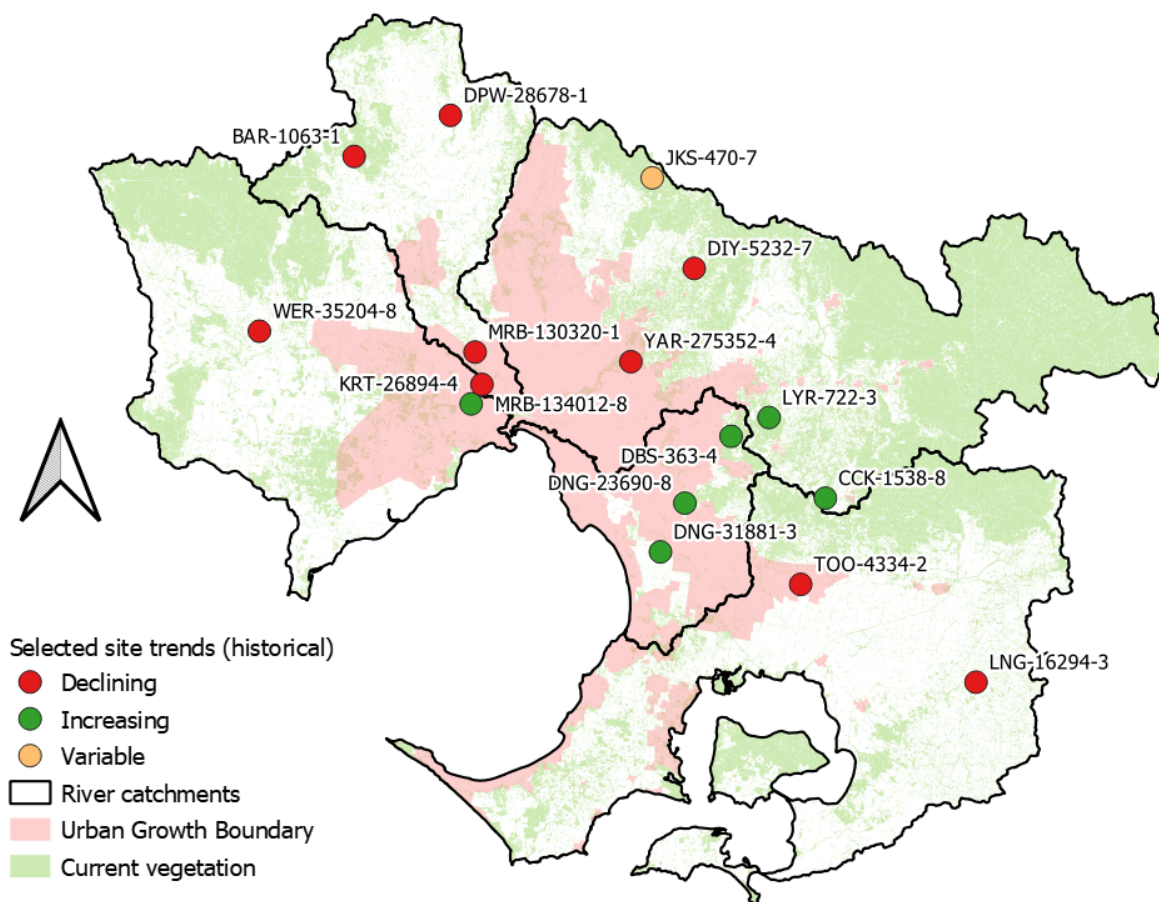 DPW-28678-1
BAR-1063-1
JKS-470-7
DIY-5232-7
WER-35204-8
MRB-130320-1
YAR-275352-4
KRT-26894-4
MRB-134012-8
LYR-722-3
DBS-363-4
CCK-1538-8
DNG-23690-8
DNG-31881-3
TOO-4334-2
LNG-16294-3
Selected site trends (historical)
Declining
Increasing
Variable
River catchments
Urban Growth Boundary
Current vegetation